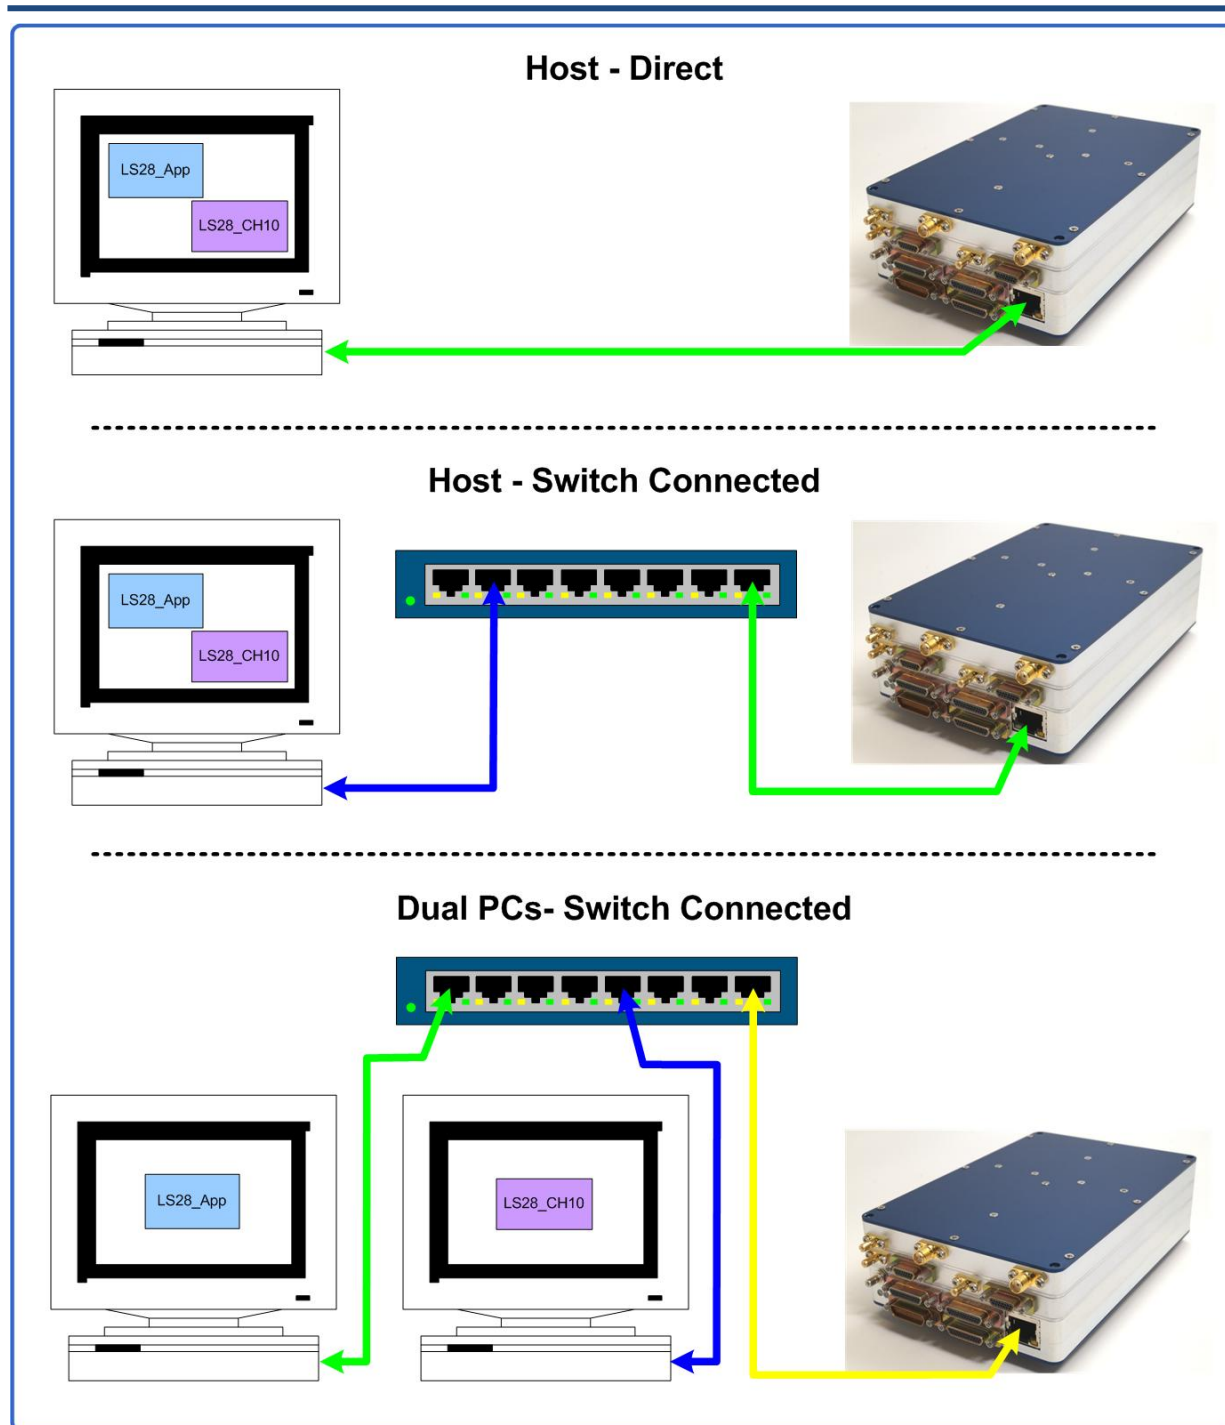 Host - Direct
LS28_App
LS28_CH10
Host - Switch Connected
LS28_App
LS28_CH10
Dual PCs- Switch Connected
LS28_App
LS28_CH10